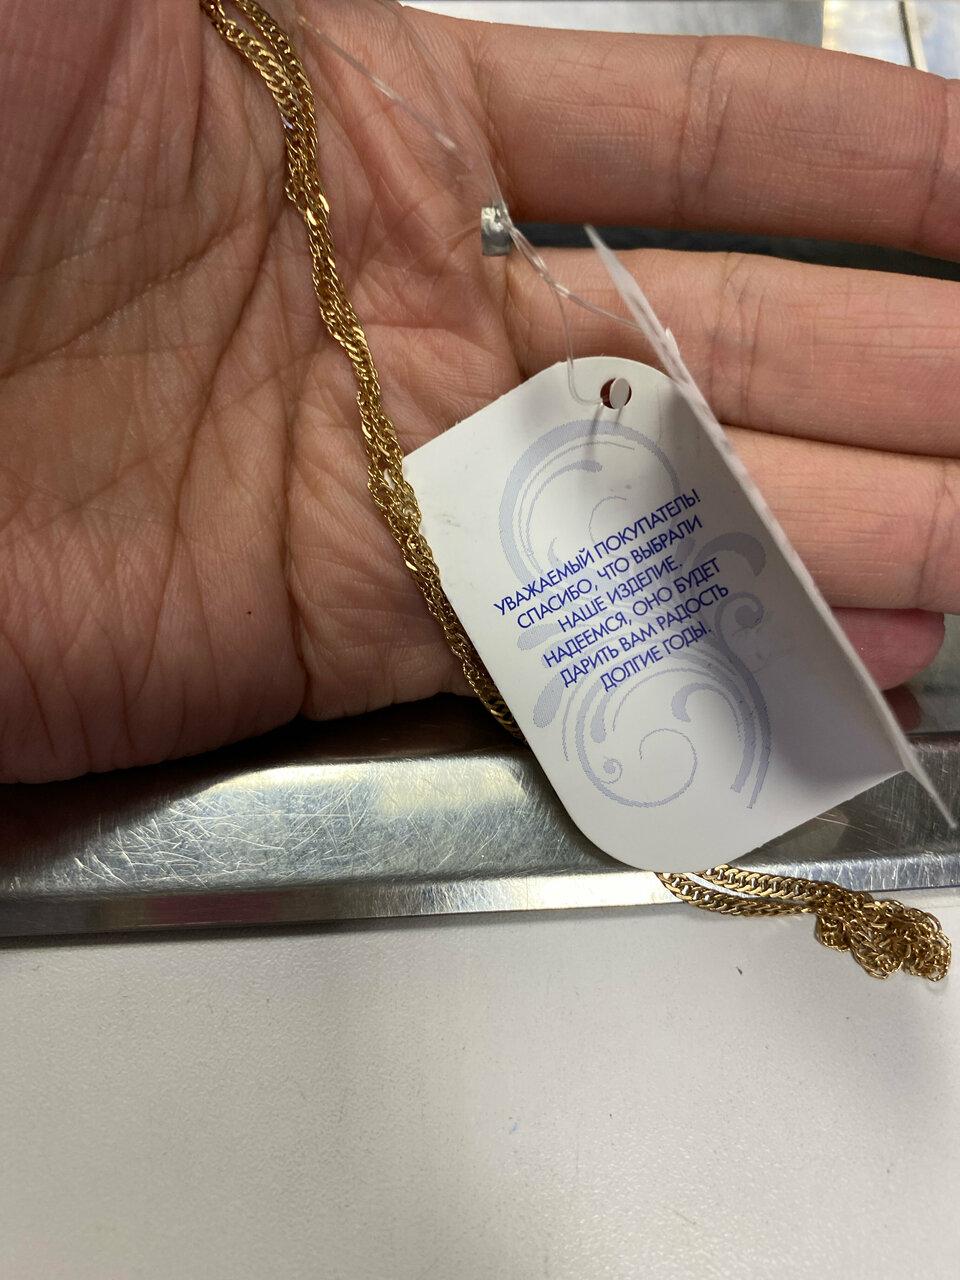 УВАЖАЕМЫЙ ПОКУПАТЕЛЬ!
СПАСИБО, ЧТО ВЫБРАЛИ
НАШЕ ИЗДЕЛИЕ.
НАДЕЕМСЯ, ОНО БУДЕТ
ДАРИТЬ ВАМ РАДОСТЬ
ДОЛГИЕ ГОДЫ.